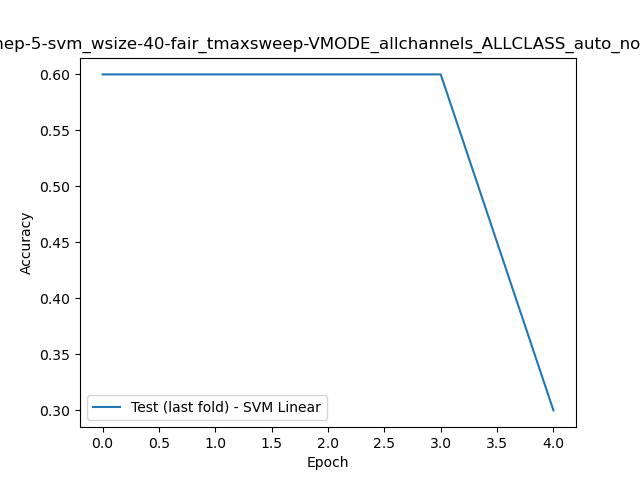 nep-5-svm_wsize-40-fair_tmaxsweep-VMODE_allchannels_ALLCLASS_auto_no
0.60
0.55
0.50
0.45
0.40
0.35
0.30
Accuracy
Test (last fold) - SVM Linear
0.0 0.5 1.0 1.5 2.0 2.5 3.0 3.5 4.0
Epoch